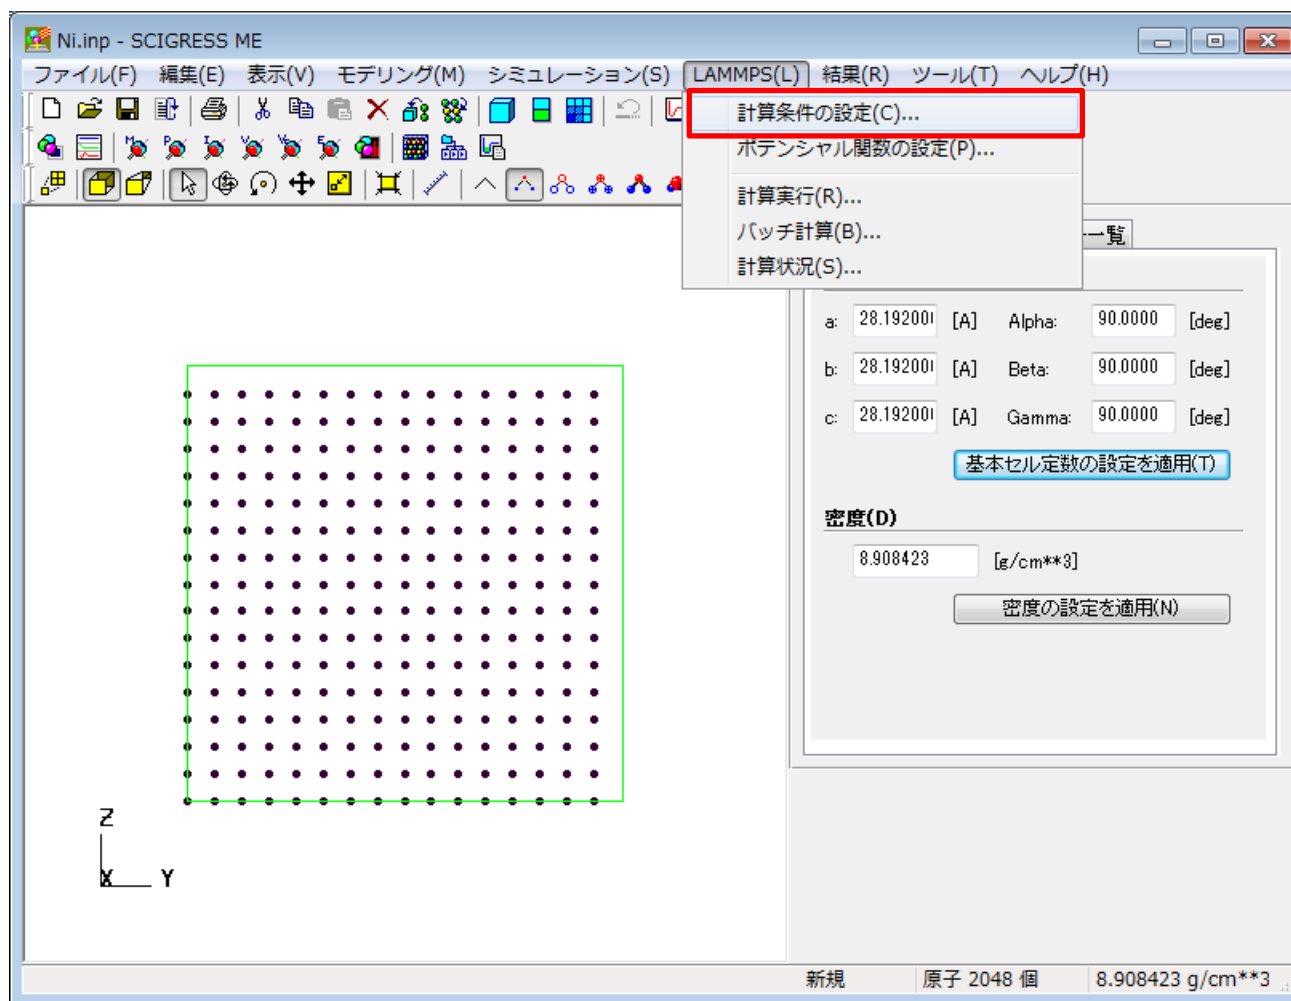 Ni.inp - SCIGRESS ME
ファイル(F) 編集(E) 表示(V) モデリング(M) シミュレーション(S) LAMMPS(L) 結果(R) ツール(T) ヘルプ(H)
計算条件の設定(C)...
ポテンシャル関数の設定(P)...
計算実行(R)...
バッチ計算(B)...
計算状況(S)...
一覧
a: 28.19200 [A] Alpha: 90.0000 [deg]
b: 28.19200 [A] Beta: 90.0000 [deg]
c: 28.19200 [A] Gamma: 90.0000 [deg]
基本セル定数の設定を適用(T)
密度(D)
8.908423 [g/cm**3]
密度の設定を適用(N)
Z
X Y
新規 原子 2048 個 8.908423 g/cm**3